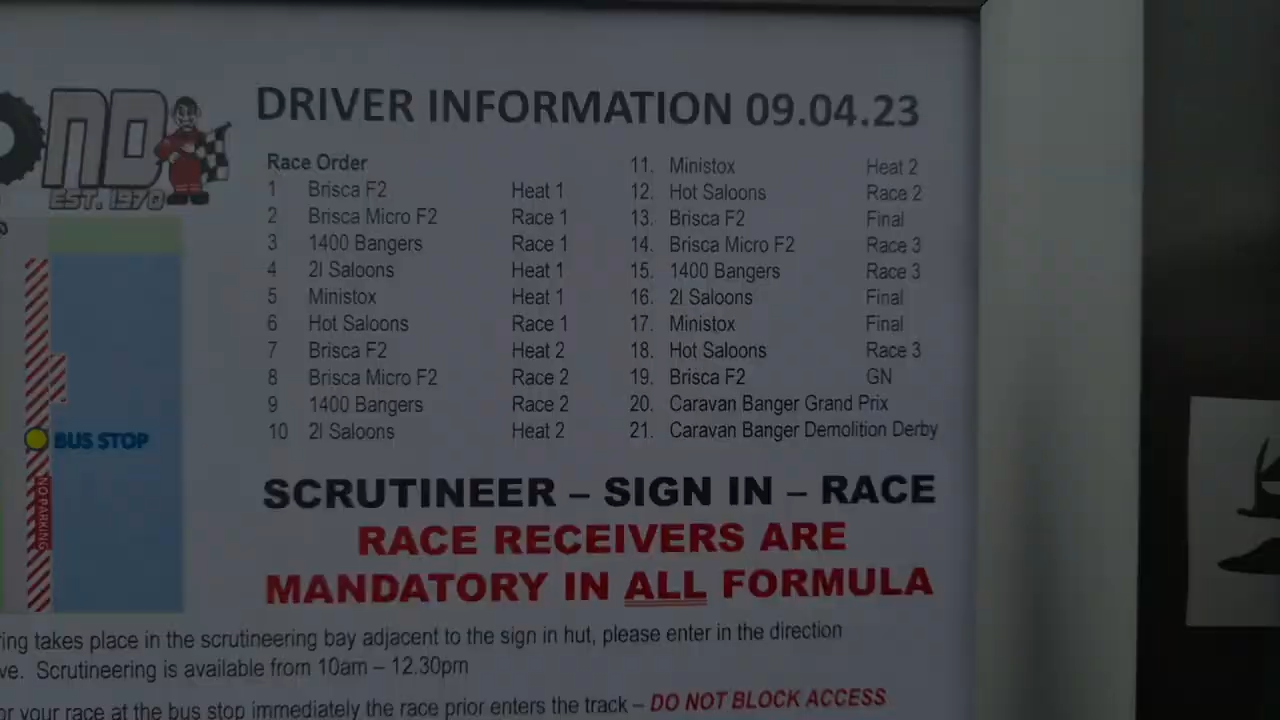 ND
EST. 1970
DRIVER INFORMATION 09.04.23
Race Order
1 Brisca F2 Heat 1
2 Brisca Micro F2 Race 1
3 1400 Bangers Race 1
4 2l Saloons Heat 1
5 Ministox Heat 1
6 Hot Saloons Race 1
7 Brisca F2 Heat 2
8 Brisca Micro F2 Race 2
9 1400 Bangers Race 2
10 2l Saloons Heat 2
11. Ministox Heat 2
12. Hot Saloons Race 2
13. Brisca F2 Final
14. Brisca Micro F2 Race 3
15. 1400 Bangers Race 3
16. 2l Saloons Final
17. Ministox Final
18. Hot Saloons Race 3
19. Brisca F2 GN
20. Caravan Banger Grand Prix
21. Caravan Banger Demolition Derby
BUS STOP
NO PARKING
SCRUTINEER – SIGN IN – RACE
RACE RECEIVERS ARE
MANDATORY IN ALL FORMULA
ring takes place in the scrutineering bay adjacent to the sign in hut, please enter in the direction
ve. Scrutineering is available from 10am – 12.30pm
or your race at the bus stop immediately the race prior enters the track – DO NOT BLOCK ACCESS